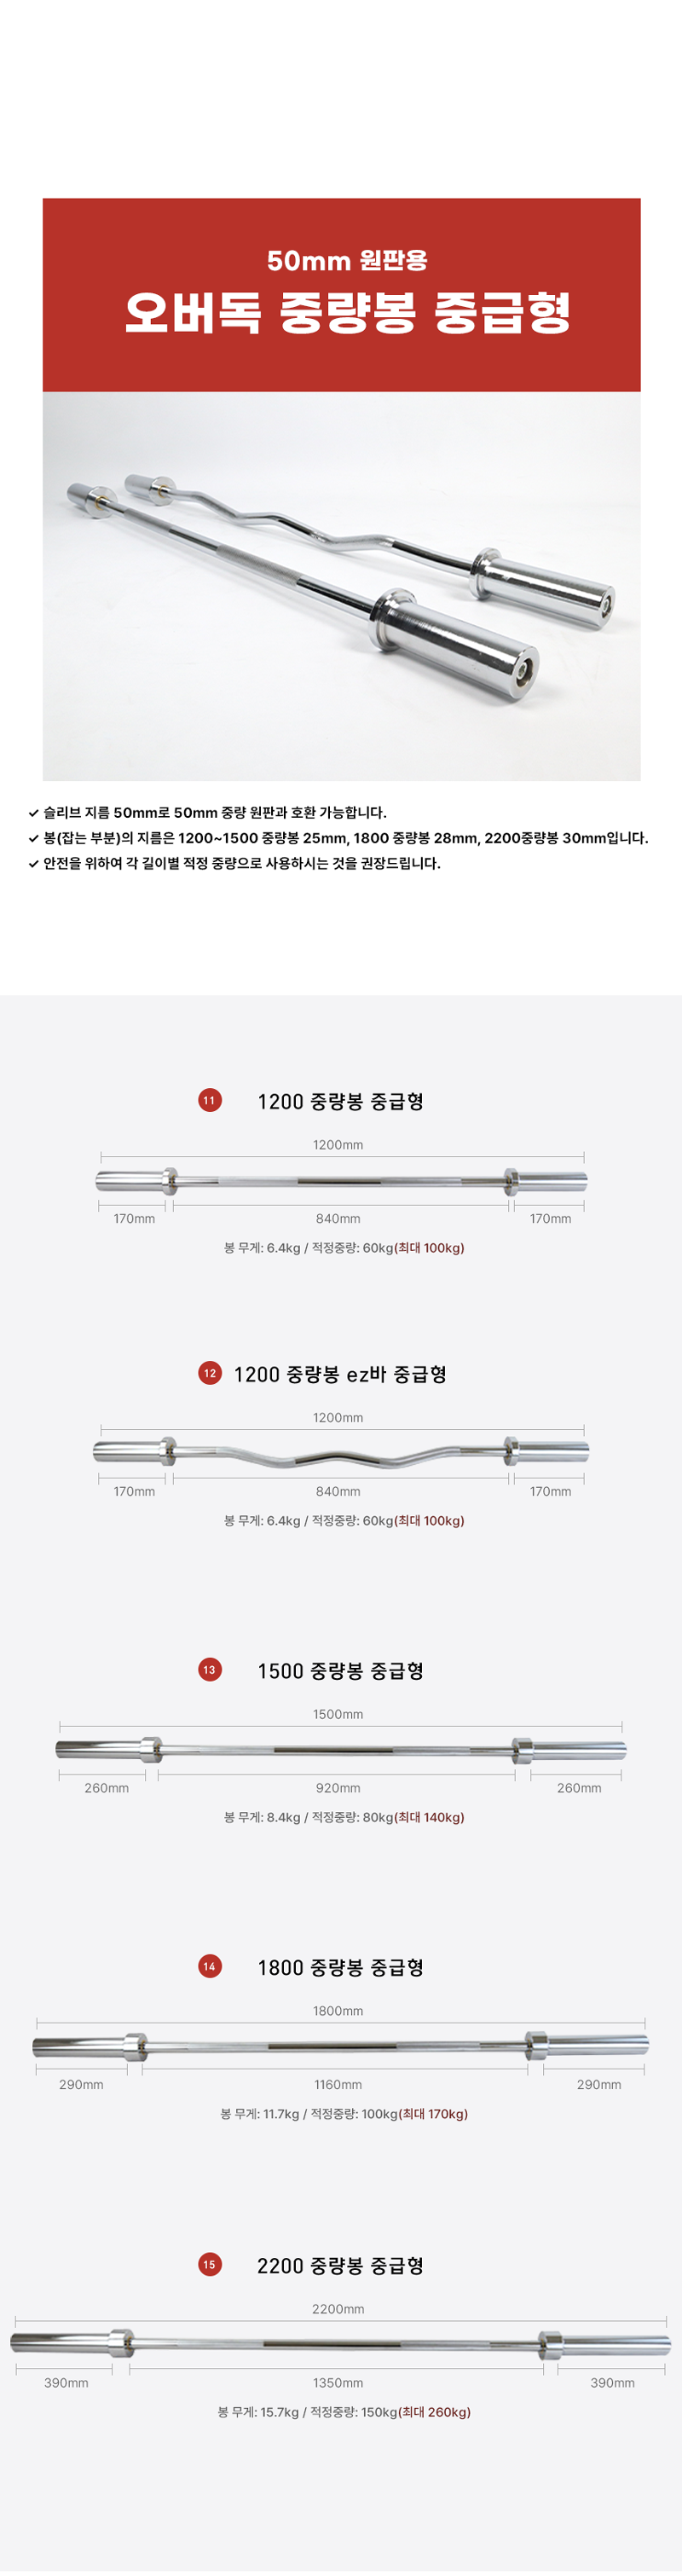 50mm 원판용
오버독 중량봉 중급형
✓ 슬리브 지름 50mm로 50mm 중량 원판과 호환 가능합니다.
✓ 봉(잡는 부분)의 지름은 1200~1500 중량봉 25mm, 1800 중량봉 28mm, 2200중량봉 30mm입니다.
✓ 안전을 위하여 각 길이별 적정 중량으로 사용하시는 것을 권장드립니다.
11 1200 중량봉 중급형
1200mm
170mm 840mm 170mm
봉 무게: 6.4kg / 적정중량: 60kg(최대 100kg)
12 1200 중량봉 ez바 중급형
1200mm
170mm 840mm 170mm
봉 무게: 6.4kg / 적정중량: 60kg(최대 100kg)
13 1500 중량봉 중급형
1500mm
260mm 920mm 260mm
봉 무게: 8.4kg / 적정중량: 80kg(최대 140kg)
14 1800 중량봉 중급형
1800mm
290mm 1160mm 290mm
봉 무게: 11.7kg / 적정중량: 100kg(최대 170kg)
15 2200 중량봉 중급형
2200mm
390mm 1350mm 390mm
봉 무게: 15.7kg / 적정중량: 150kg(최대 260kg)